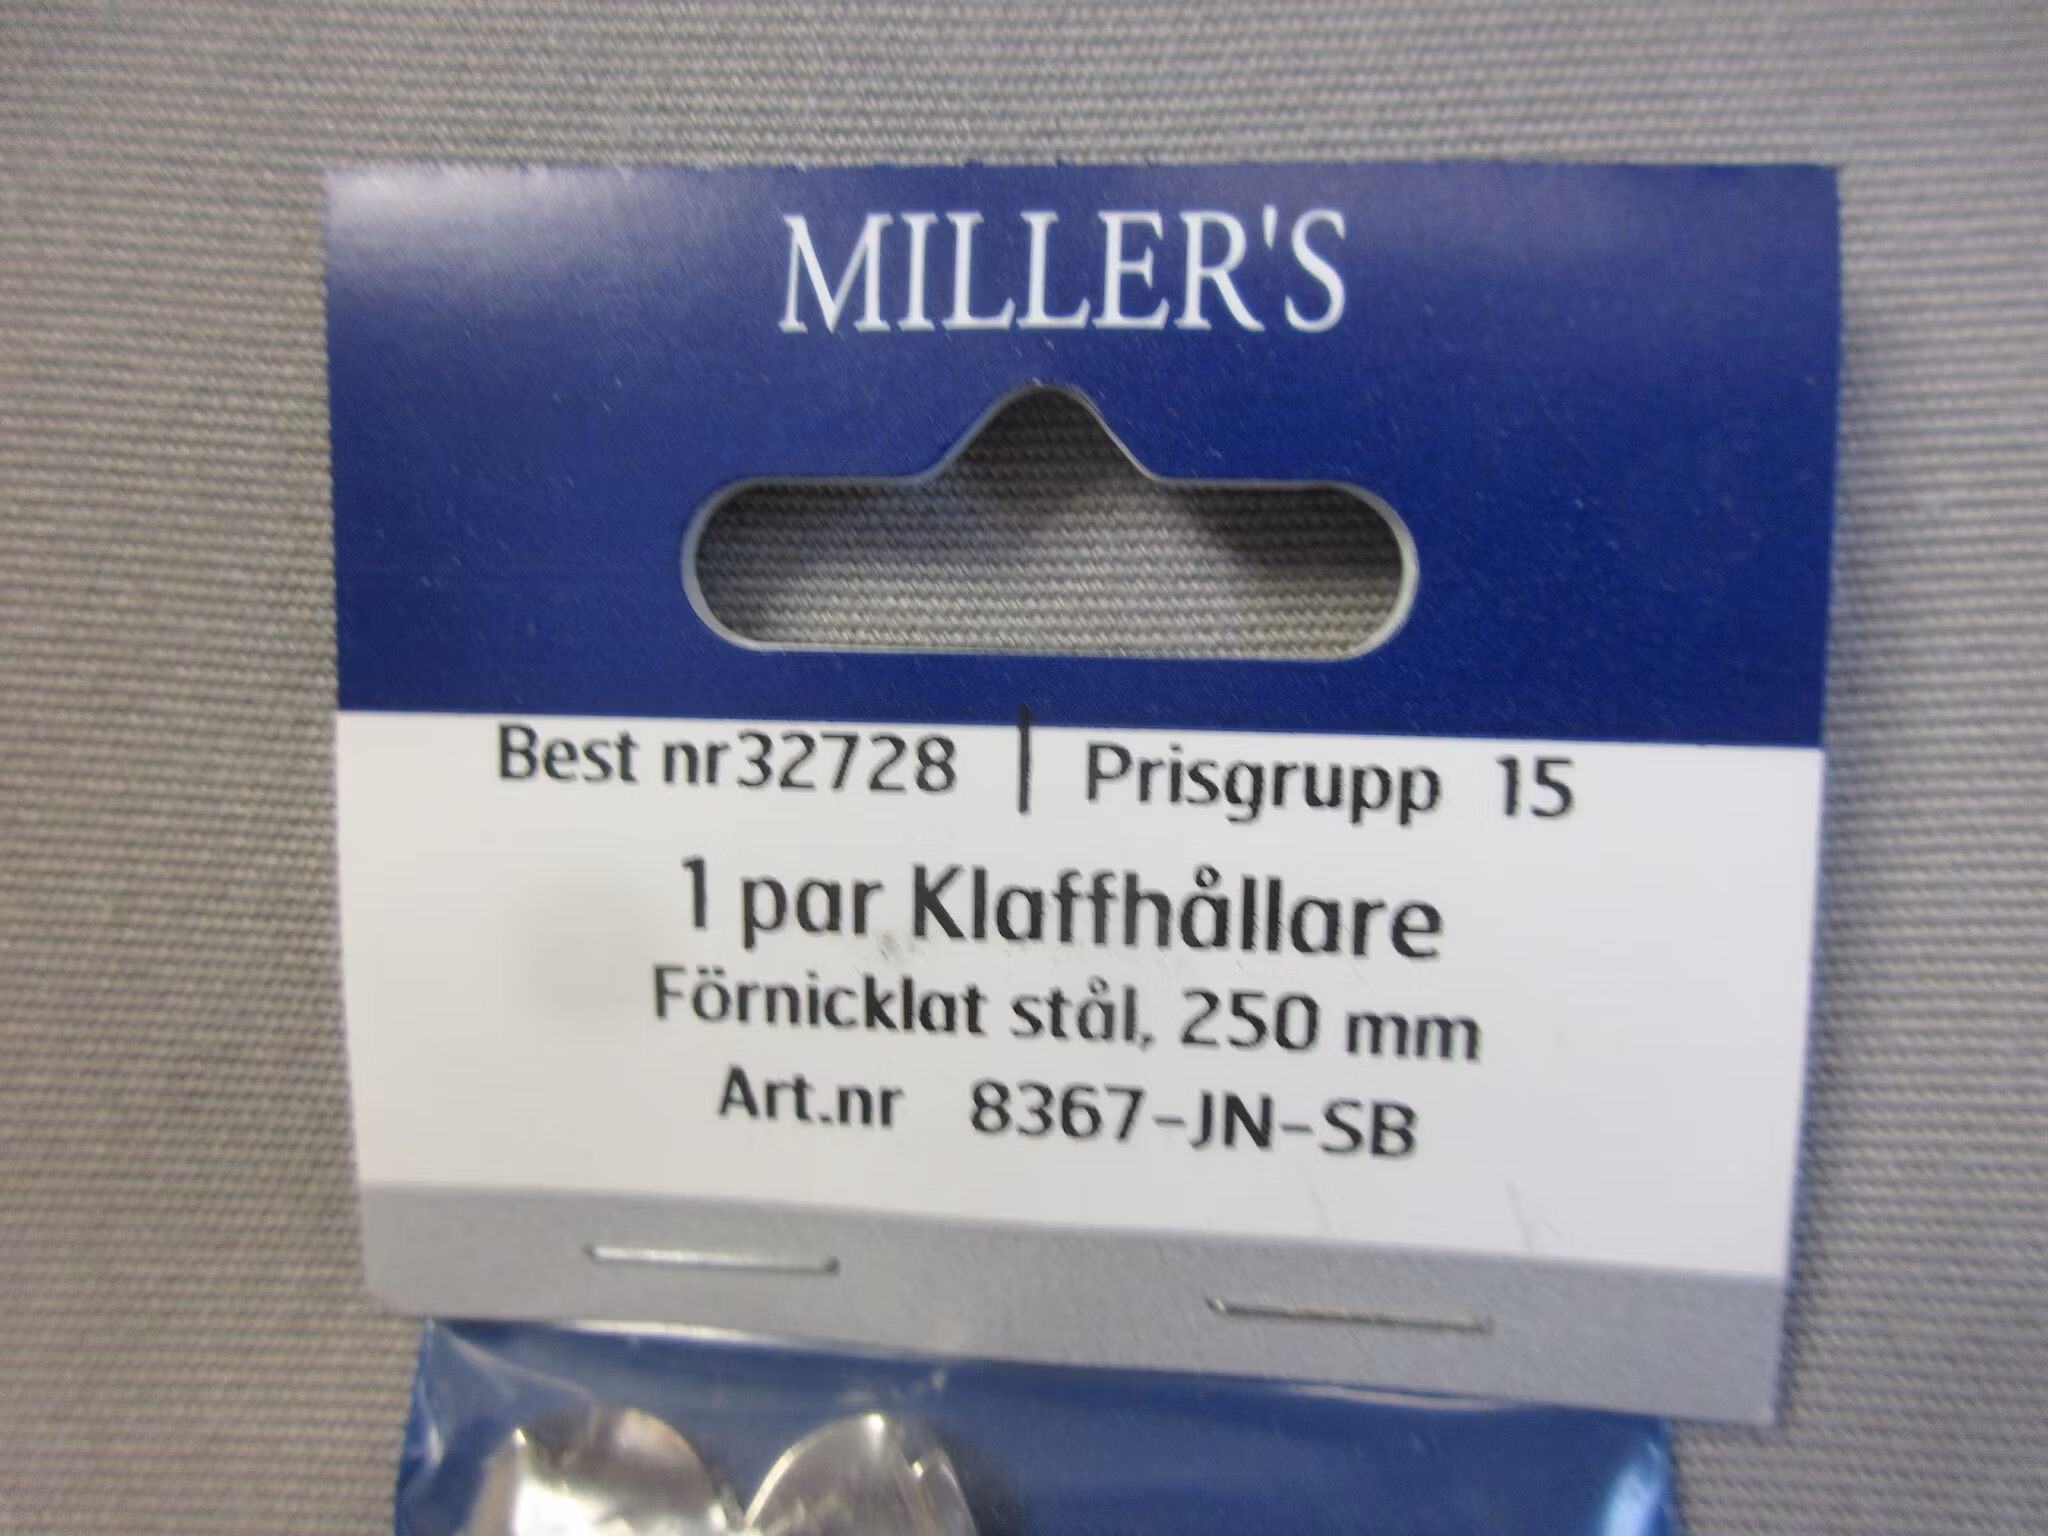 MILLER'S
Best nr32728 | Prisgrupp 15
1 par Klaffhållare
Förnicklat stål, 250 mm
Art.nr 8367-JN-SB